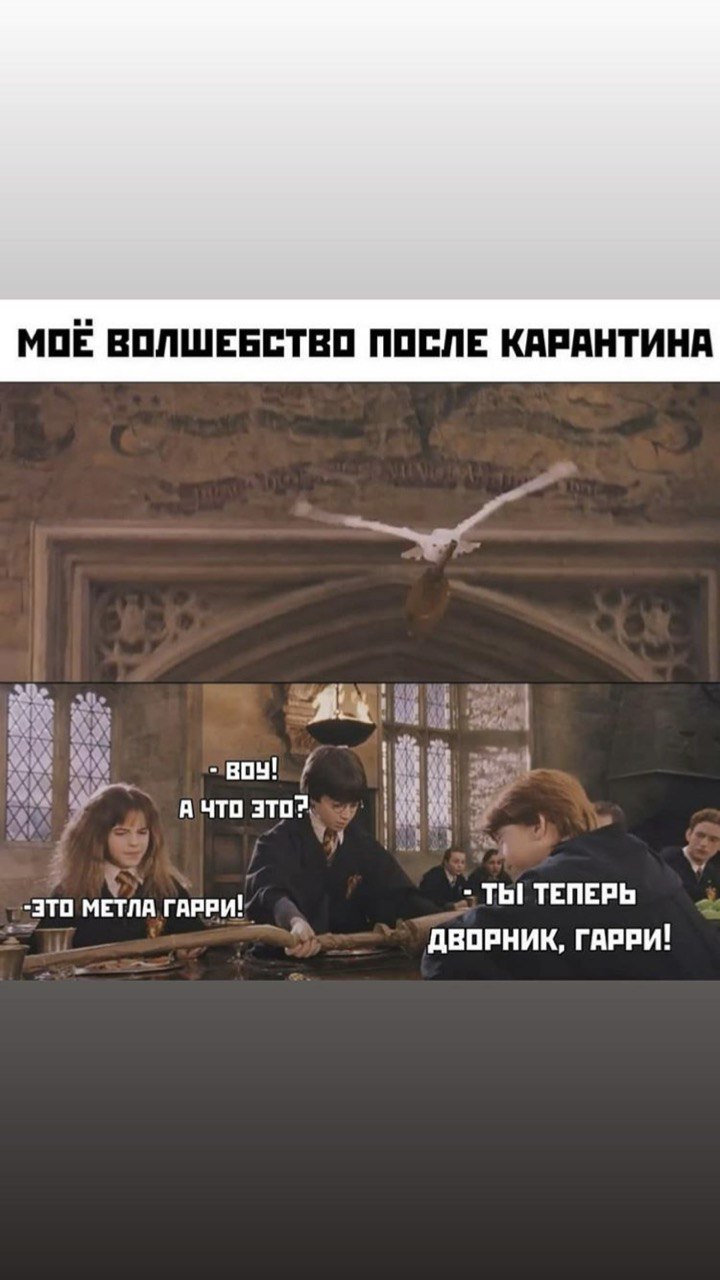 МОЁ ВОЛШЕБСТВО ПОСЛЕ КАРАНТИНА
- ВОУ!
А ЧТО ЭТО?
-ЭТО МЕТЛА ГАРРИ!
- ТЫ ТЕПЕРЬ
ДВОРНИК, ГАРРИ!